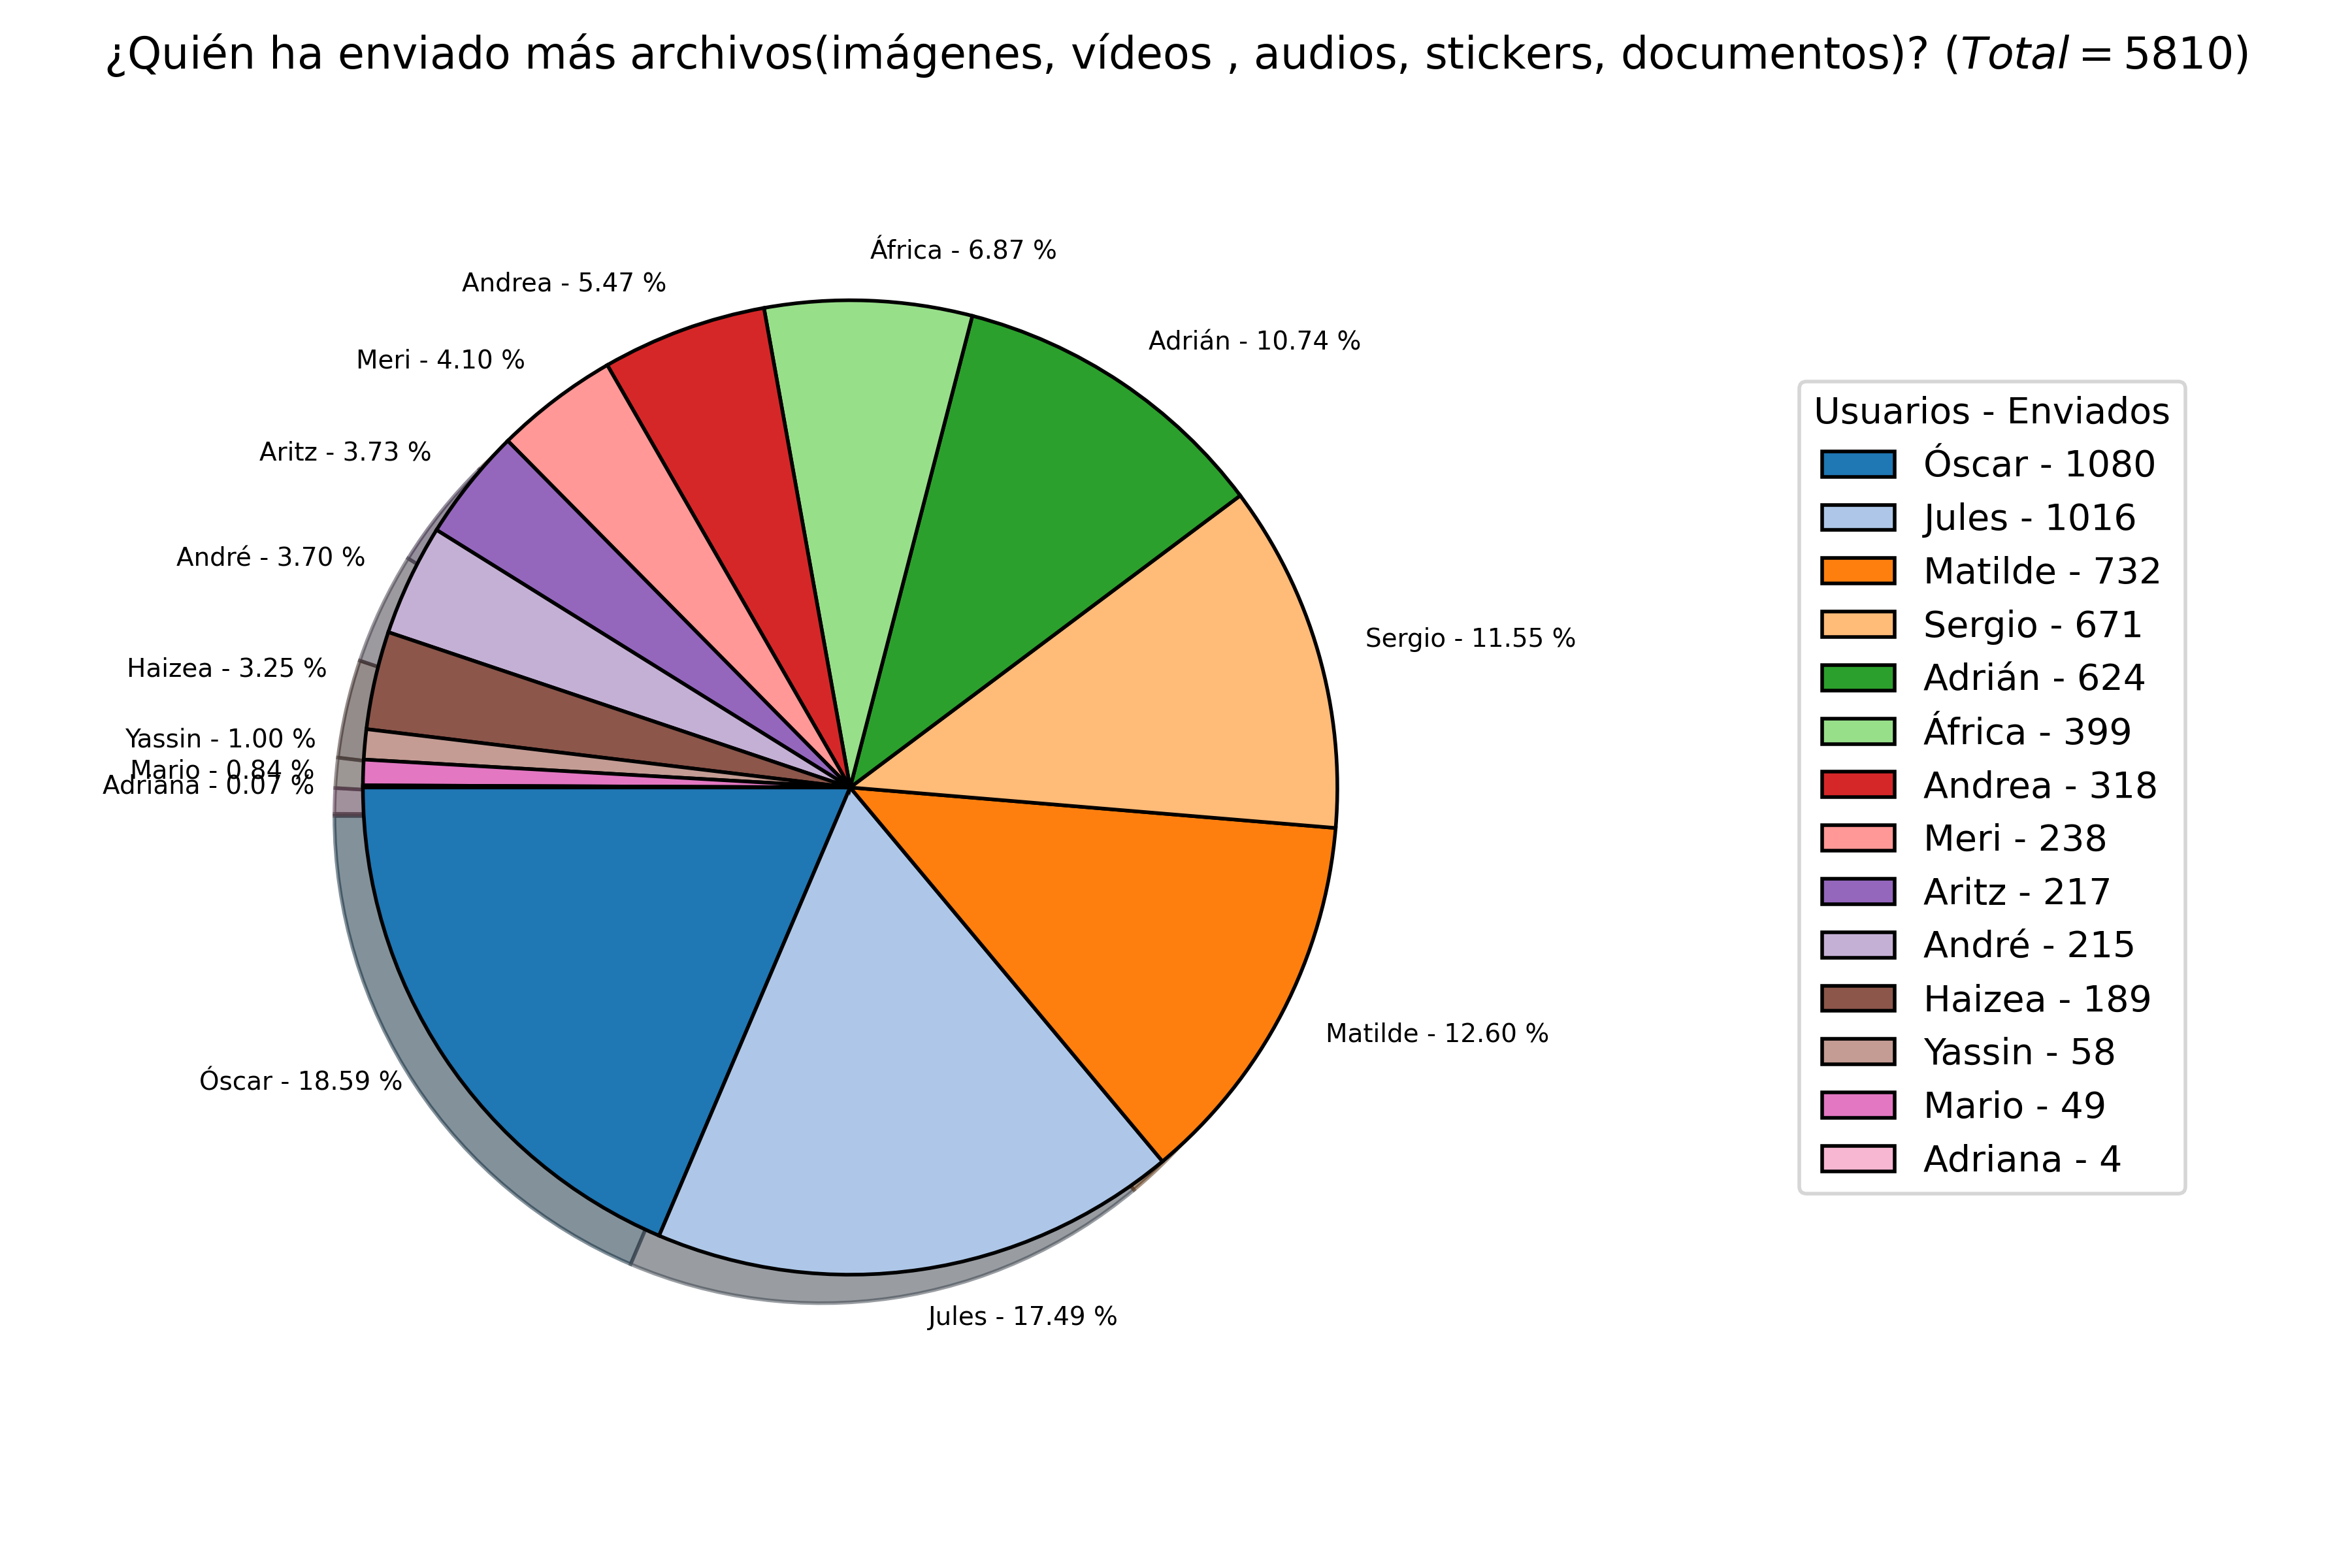 ¿Quién ha enviado más archivos(imágenes, vídeos , audios, stickers, documentos)? (Total = 5810)
África - 6.87 %
Andrea - 5.47 %
Adrián - 10.74 %
Meri - 4.10 %
Aritz - 3.73 %
André - 3.70 %
Sergio - 11.55 %
Haizea - 3.25 %
Yassin - 1.00 %
Mario - 0.84 %
Adriana - 0.07 %
Matilde - 12.60 %
Óscar - 18.59 %
Jules - 17.49 %
Usuarios - Enviados
Óscar - 1080
Jules - 1016
Matilde - 732
Sergio - 671
Adrián - 624
África - 399
Andrea - 318
Meri - 238
Aritz - 217
André - 215
Haizea - 189
Yassin - 58
Mario - 49
Adriana - 4